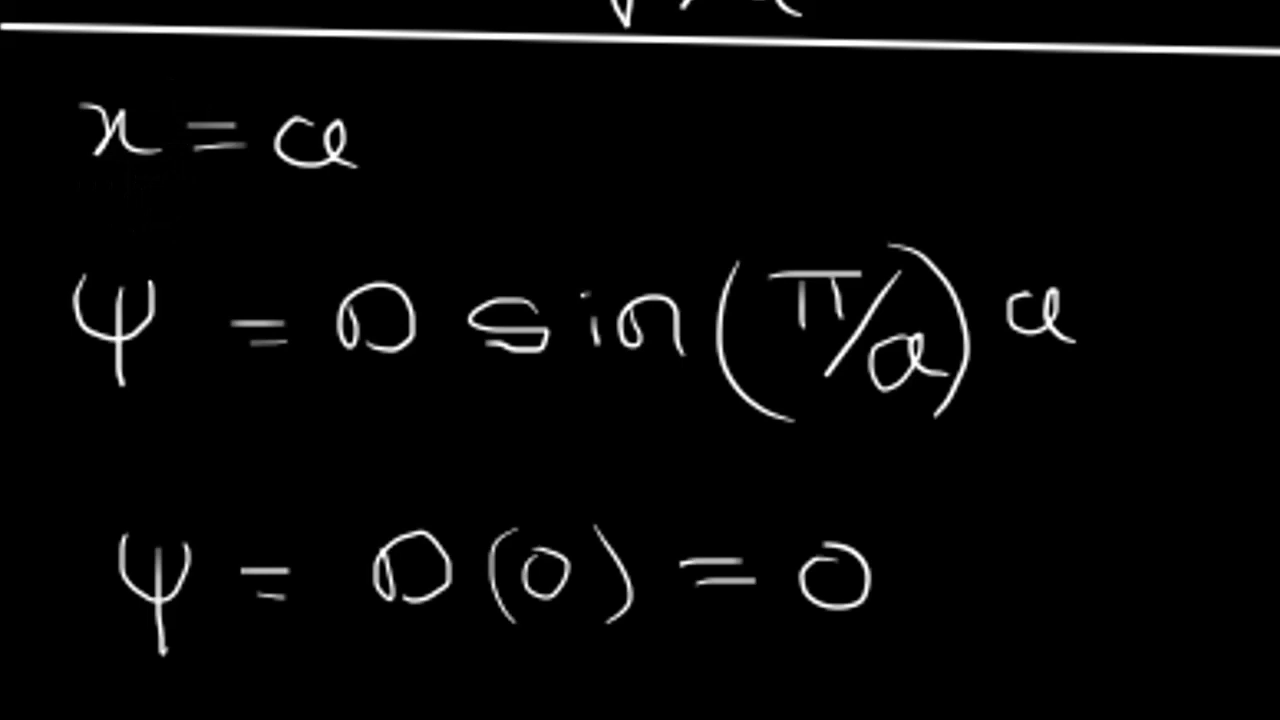 x = a
ψ = D sin(π/a) a
ψ = D(0) = 0